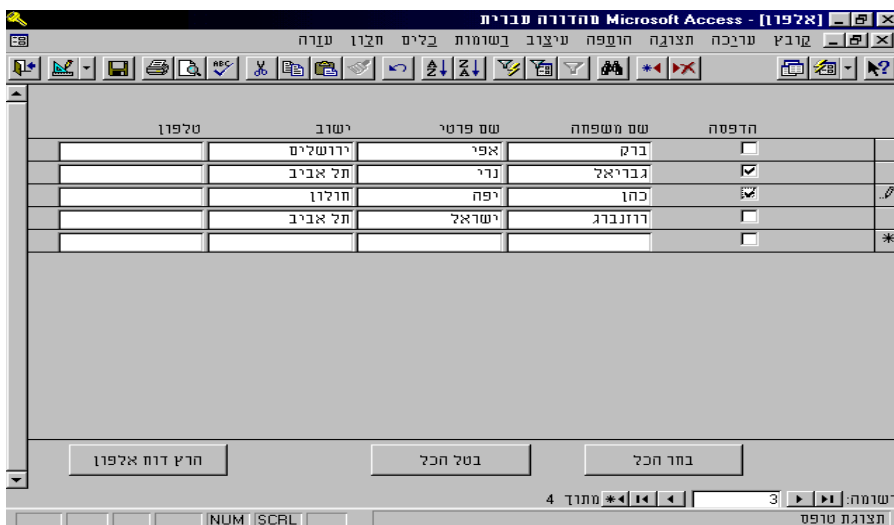 Microsoft Access - [אלפון] מהדורה עברית
קובץ עריכה תצוגה הוספה עיצוב רשומות כלים חלון עזרה
הדפסה שם משפחה שם פרטי ישוב טלפון
ברק אפי ירושלים
גבריאל נרי תל אביב
כהן יפה חולון
רוזנברג ישראל תל אביב
בחר הכל בטל הכל הרץ דוח אלפון
רשומה: 3 מתוך 4
תצוגת טופס NUM SCRL